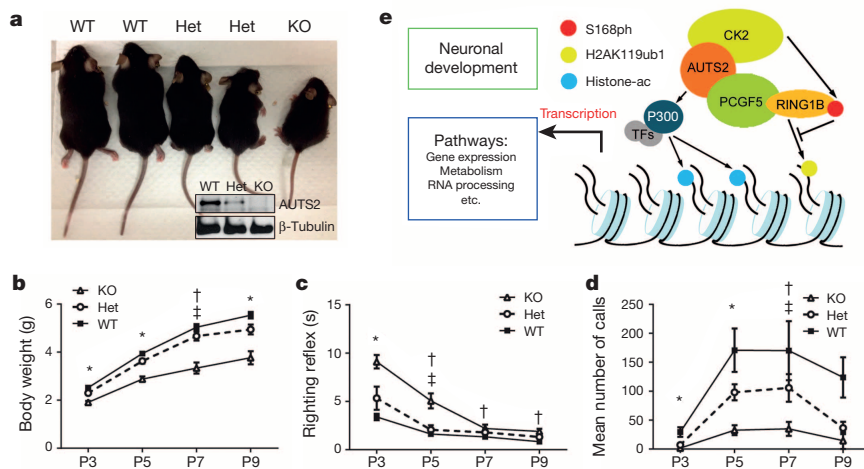 a
WT WT Het Het KO
WT Het KO
AUTS2
β-Tubulin
e
Neuronal
development
S168ph
H2AK119ub1
Histone-ac
CK2
AUTS2
PCGF5
RING1B
P300
TFs
Transcription
Pathways:
Gene expression
Metabolism
RNA processing
etc.
b
KO
Het
WT
Body weight (g)
6
4
2
0
* * † ‡ *
P3 P5 P7 P9
c
KO
Het
WT
Righting reflex (s)
15
10
5
0
* † ‡ † †
P3 P5 P7 P9
d
KO
Het
WT
Mean number of calls
250
200
150
100
50
0
* * † ‡
P3 P5 P7 P9